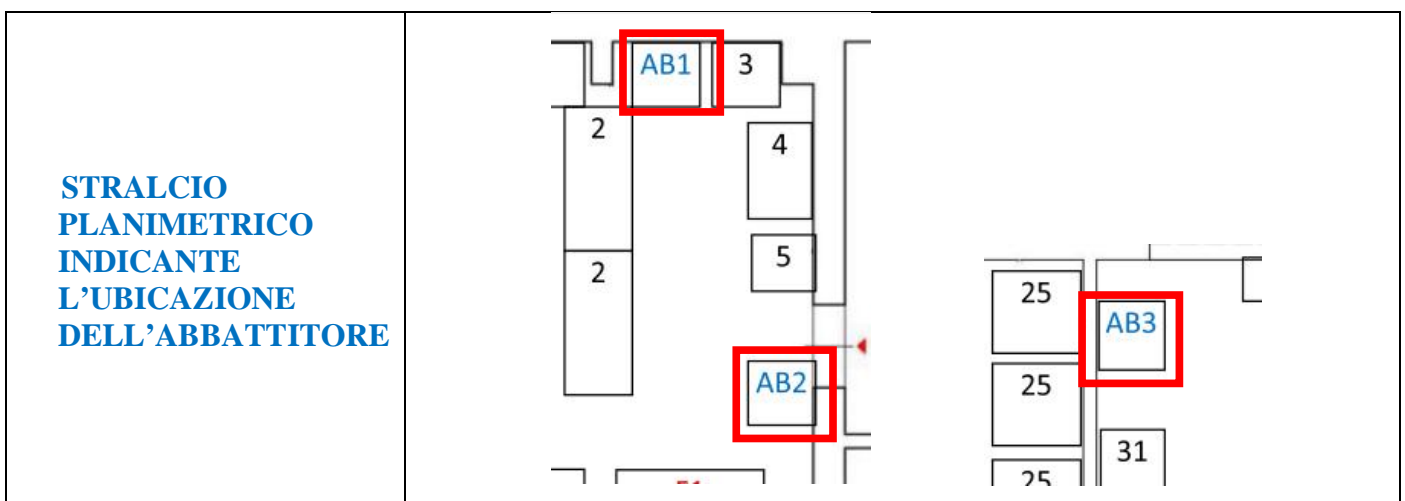 STRALCIO
PLANIMETRICO
INDICANTE
L'UBICAZIONE
DELL'ABBATTITORE
AB1
3
2
4
5
2
AB2
25
AB3
25
31
25